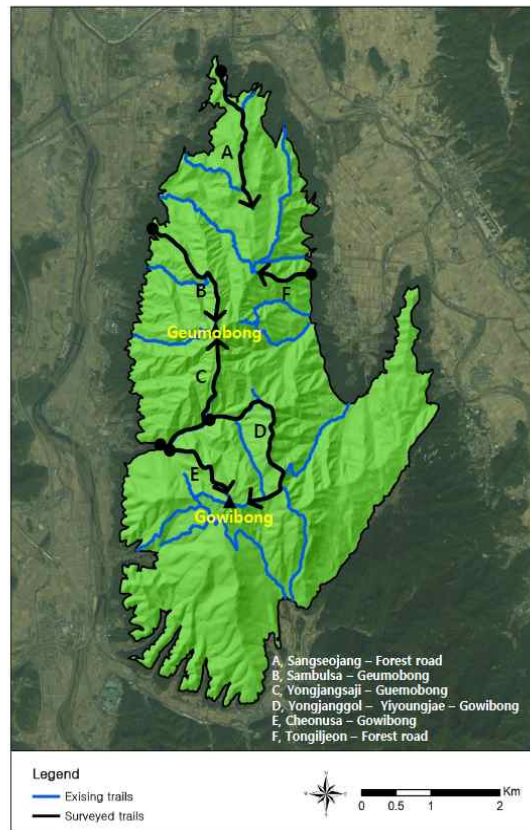 A
B
F
Geumobong
C
D
E
Gowibong
A, Sangseojang – Forest road
B, Sambulsa – Geumobong
C, Yongjangsaji – Guemobong
D, Yongjanggol – Yiyoungjae – Gowibong
E, Cheonusa – Gowibong
F, Tongiljeon – Forest road
Legend
Exising trails
Surveyed trails
Km
0 0.5 1 2